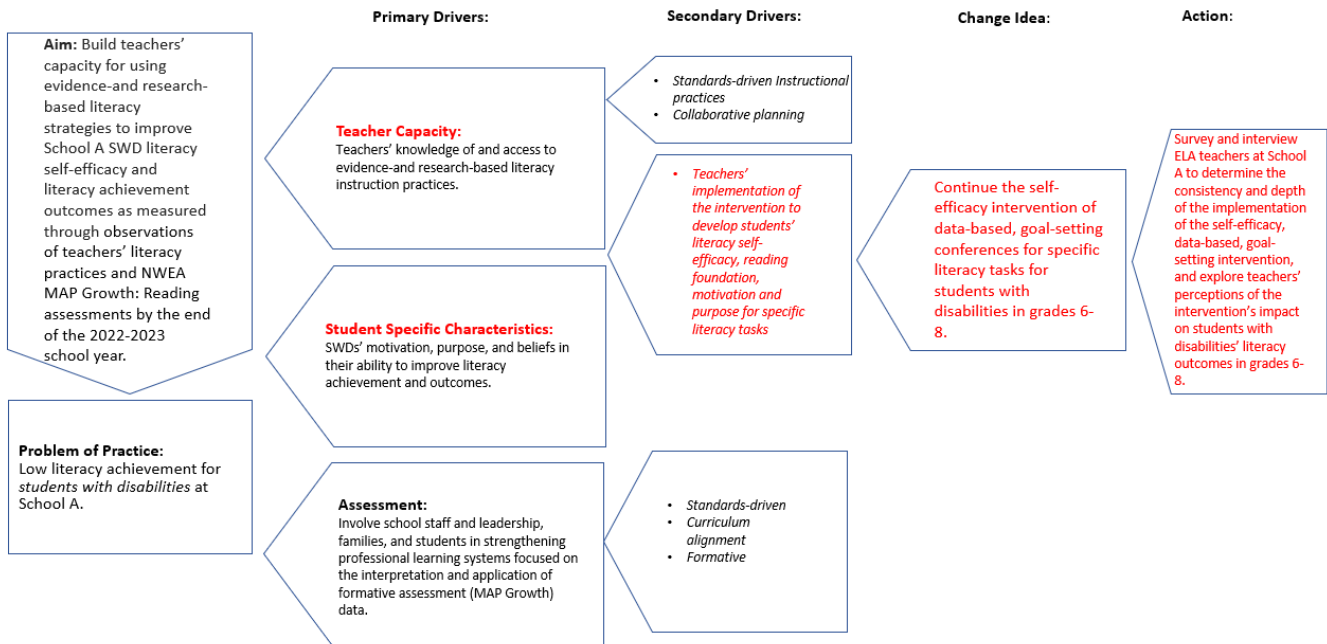 Primary Drivers:
Secondary Drivers:
Change Idea:
Action:
Aim: Build teachers’
capacity for using
evidence-and research-
based literacy
strategies to improve
School A SWD literacy
self-efficacy and
literacy achievement
outcomes as measured
through observations
of teachers’ literacy
practices and NWEA
MAP Growth: Reading
assessments by the end
of the 2022-2023
school year.
Problem of Practice:
Low literacy achievement for
students with disabilities at
School A.
Teacher Capacity:
Teachers’ knowledge of and access to
evidence-and research-based literacy
instruction practices.
Student Specific Characteristics:
SWDs’ motivation, purpose, and beliefs in
their ability to improve literacy
achievement and outcomes.
Assessment:
Involve school staff and leadership,
families, and students in strengthening
professional learning systems focused on
the interpretation and application of
formative assessment (MAP Growth)
data.
• Standards-driven Instructional
practices
• Collaborative planning
• Teachers’
implementation of
the intervention to
develop students’
literacy self-
efficacy, reading
foundation,
motivation and
purpose for specific
literacy tasks
• Standards-driven
• Curriculum
alignment
• Formative
Continue the self-
efficacy intervention of
data-based, goal-setting
conferences for specific
literacy tasks for
students with
disabilities in grades 6-
8.
Survey and interview
ELA teachers at School
A to determine the
consistency and depth
of the implementation
of the self-efficacy,
data-based, goal-
setting intervention,
and explore teachers’
perceptions of the
intervention’s impact
on students with
disabilities’ literacy
outcomes in grades 6-
8.